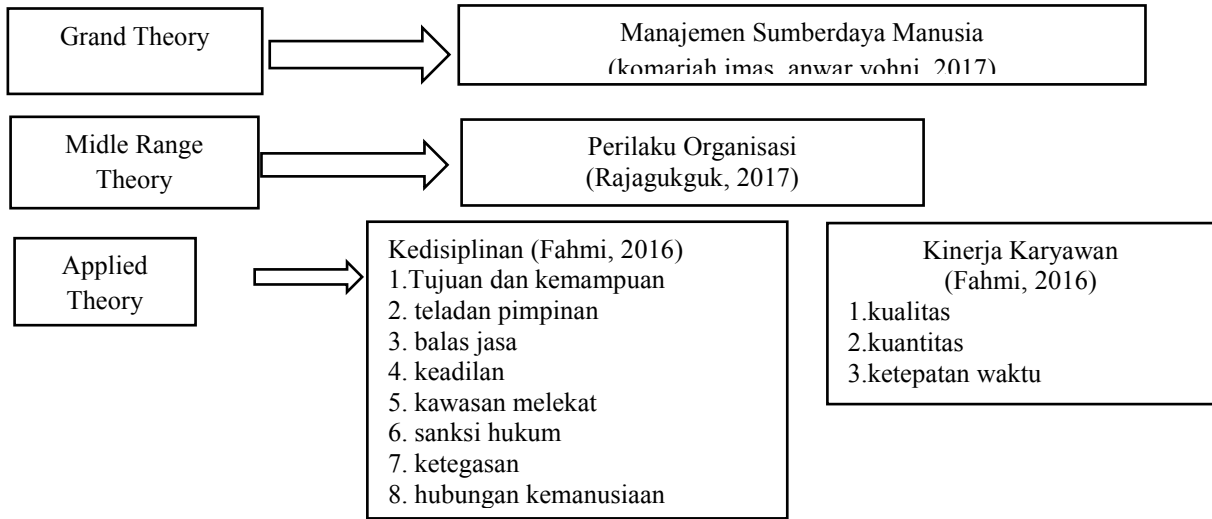 Grand Theory
Manajemen Sumberdaya Manusia
(komariah imas, anwar yohni, 2017)
Midle Range
Theory
Perilaku Organisasi
(Rajagukguk, 2017)
Applied
Theory
Kedisiplinan (Fahmi, 2016)
1.Tujuan dan kemampuan
2. teladan pimpinan
3. balas jasa
4. keadilan
5. kawasan melekat
6. sanksi hukum
7. ketegasan
8. hubungan kemanusiaan
Kinerja Karyawan
(Fahmi, 2016)
1.kualitas
2.kuantitas
3.ketepatan waktu